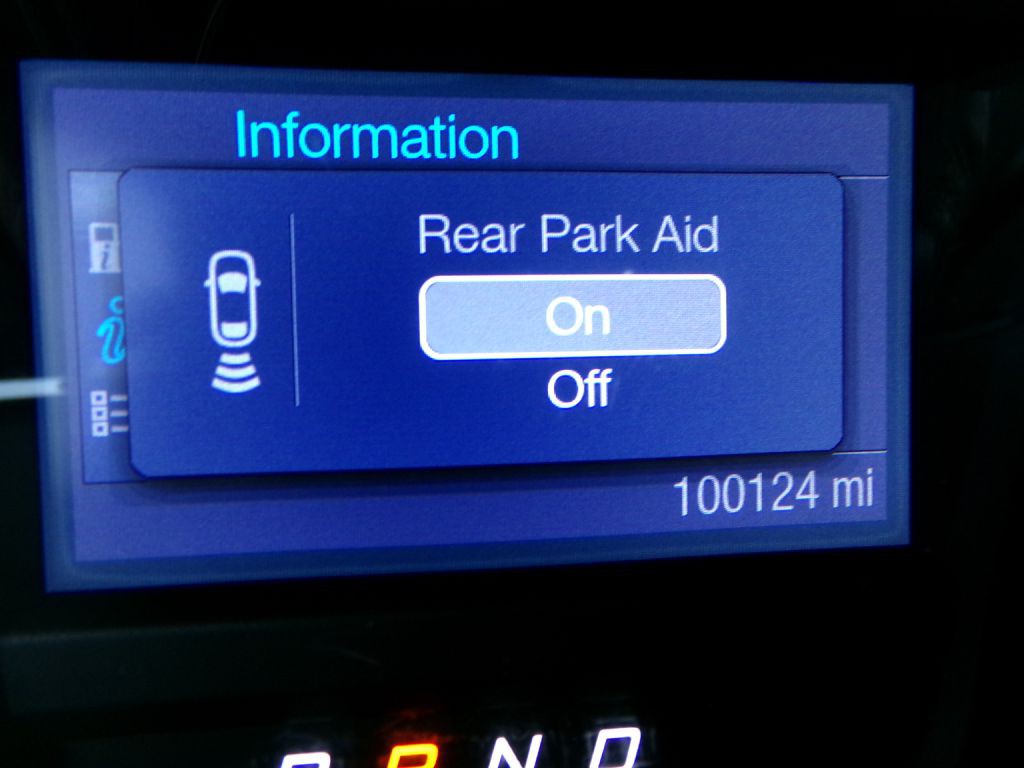 Information
Rear Park Aid
On
Off
100124 mi
N D